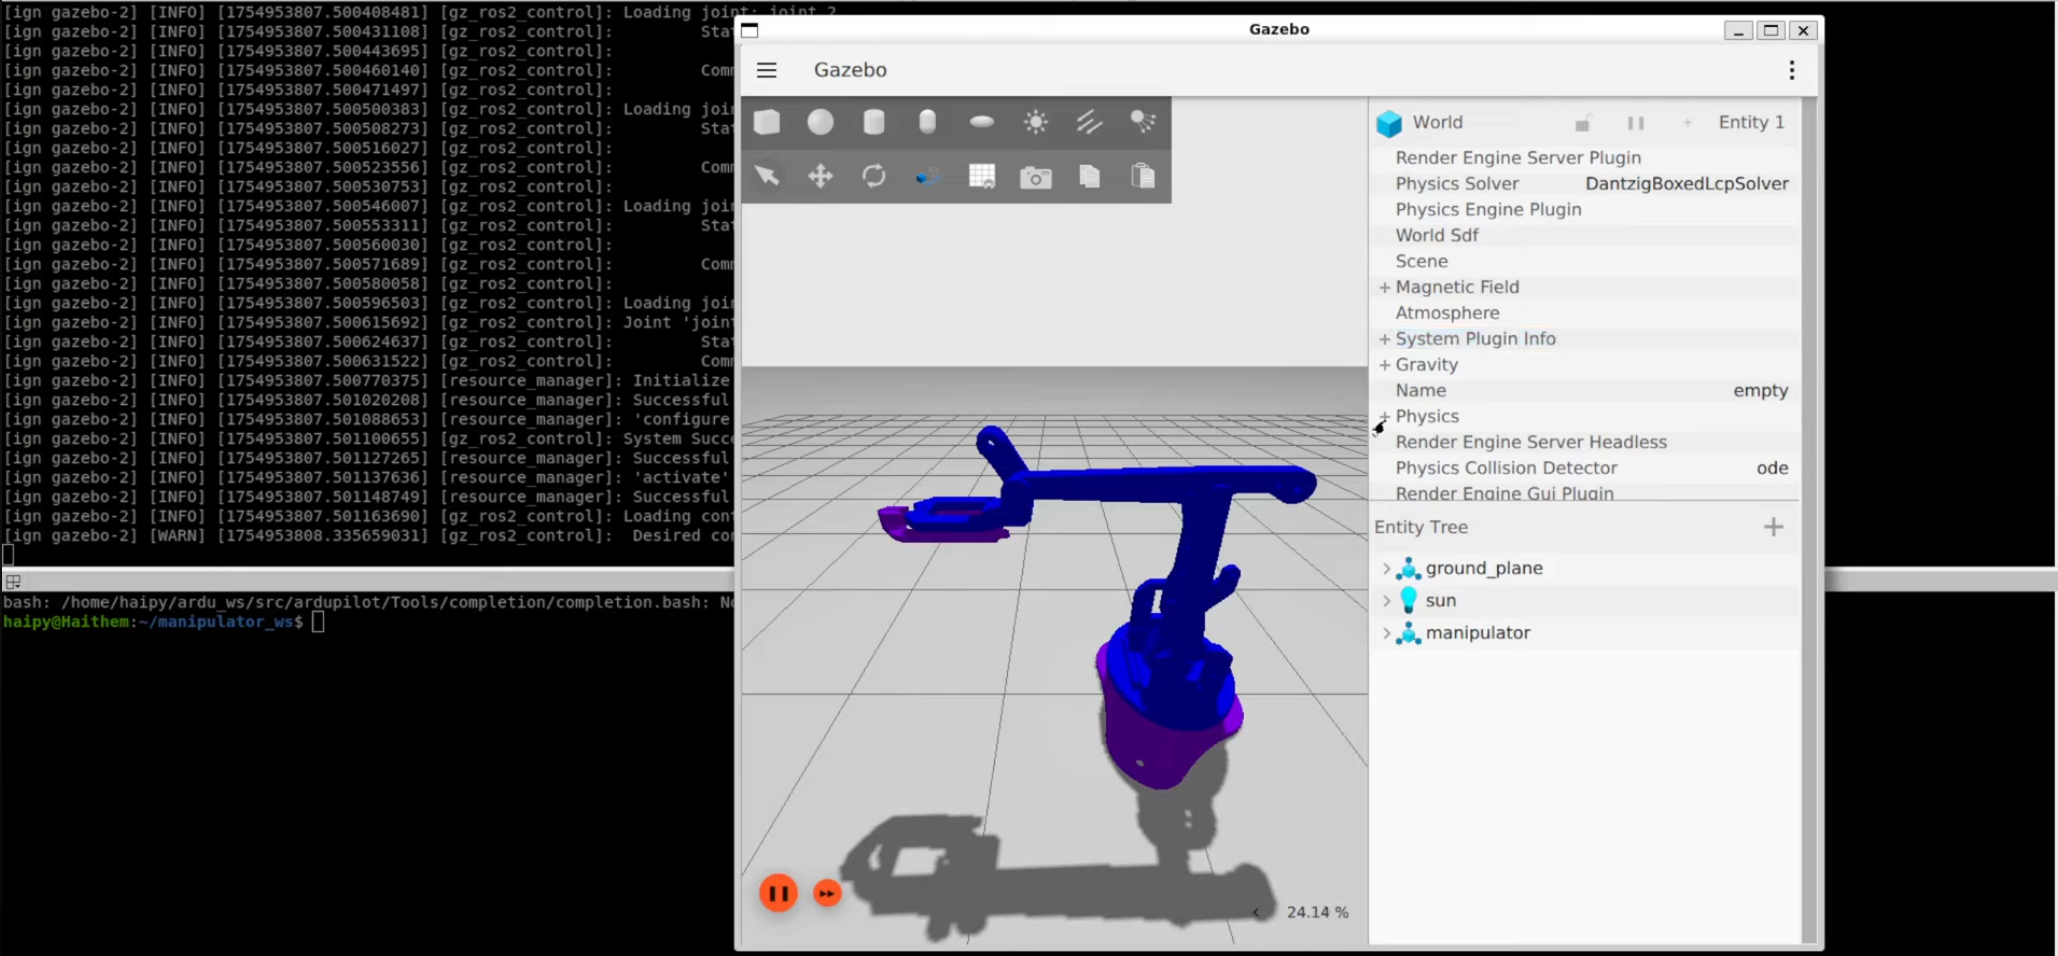 [ign gazebo-2] [INFO] [1754953807.500408481] [gz_ros2_control]: Loading joint: joint_2
[ign gazebo-2] [INFO] [1754953807.500431108] [gz_ros2_control]: Sta
[ign gazebo-2] [INFO] [1754953807.500443695] [gz_ros2_control]:
[ign gazebo-2] [INFO] [1754953807.500460140] [gz_ros2_control]: Comm
[ign gazebo-2] [INFO] [1754953807.500471497] [gz_ros2_control]:
[ign gazebo-2] [INFO] [1754953807.500500383] [gz_ros2_control]: Loading joi
[ign gazebo-2] [INFO] [1754953807.500508273] [gz_ros2_control]: Stat
[ign gazebo-2] [INFO] [1754953807.500516027] [gz_ros2_control]:
[ign gazebo-2] [INFO] [1754953807.500523556] [gz_ros2_control]: Comm
[ign gazebo-2] [INFO] [1754953807.500530753] [gz_ros2_control]:
[ign gazebo-2] [INFO] [1754953807.500546007] [gz_ros2_control]: Loading joi
[ign gazebo-2] [INFO] [1754953807.500553311] [gz_ros2_control]: Stat
[ign gazebo-2] [INFO] [1754953807.500560030] [gz_ros2_control]:
[ign gazebo-2] [INFO] [1754953807.500571689] [gz_ros2_control]: Comm
[ign gazebo-2] [INFO] [1754953807.500580058] [gz_ros2_control]:
[ign gazebo-2] [INFO] [1754953807.500596503] [gz_ros2_control]: Loading joi
[ign gazebo-2] [INFO] [1754953807.500615692] [gz_ros2_control]: Joint 'join
[ign gazebo-2] [INFO] [1754953807.500624637] [gz_ros2_control]: Stat
[ign gazebo-2] [INFO] [1754953807.500631522] [gz_ros2_control]: Comm
[ign gazebo-2] [INFO] [1754953807.500770375] [resource_manager]: Initialize
[ign gazebo-2] [INFO] [1754953807.501020208] [resource_manager]: Successful
[ign gazebo-2] [INFO] [1754953807.501088653] [resource_manager]: 'configure
[ign gazebo-2] [INFO] [1754953807.501100655] [gz_ros2_control]: System Succe
[ign gazebo-2] [INFO] [1754953807.501127265] [resource_manager]: Successful
[ign gazebo-2] [INFO] [1754953807.501137636] [resource_manager]: 'activate'
[ign gazebo-2] [INFO] [1754953807.501148749] [resource_manager]: Successful
[ign gazebo-2] [INFO] [1754953807.501163690] [gz_ros2_control]: Loading cont
[ign gazebo-2] [WARN] [1754953808.335659031] [gz_ros2_control]: Desired con
bash: /home/haipy/ardu_ws/src/ardupilot/Tools/completion/completion.bash: No
haipy@Haithem:~/manipulator_ws$
Gazebo
Gazebo
World Entity 1
Render Engine Server Plugin
Physics Solver DantzigBoxedLcpSolver
Physics Engine Plugin
World Sdf
Scene
+ Magnetic Field
Atmosphere
+ System Plugin Info
+ Gravity
Name empty
+ Physics
Render Engine Server Headless
Physics Collision Detector ode
Render Engine Gui Plugin
Entity Tree
ground_plane
sun
manipulator
24.14 %